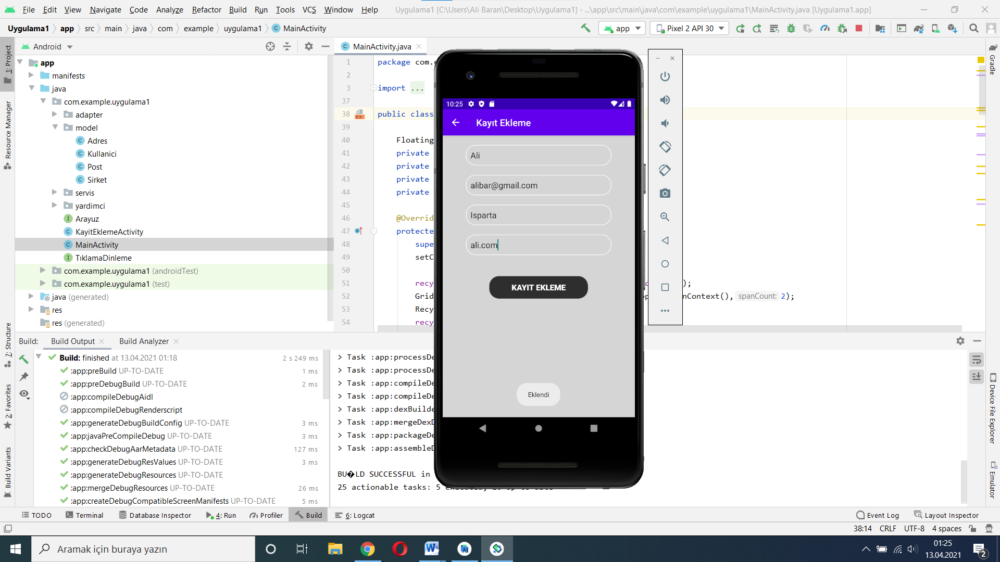 File Edit View Navigate Code Analyze Refactor Build Run Tools VCS Window Help Uygulama1 [C:\Users\Ali Baran\Desktop\Uygulama1] - ...\app\src\main\java\com\example\uygulama1\MainActivity.java [Uygulama1.app]
Uygulama1 app src main java com example uygulama1 MainActivity app Pixel 2 API 30
Android MainActivity.java
1: Project
Resource Manager
7: Structure
2: Favorites
Build Variants
app
manifests
java
com.example.uygulama1
adapter
model
Adres
Kullanici
Post
Sirket
servis
yardimci
Arayuz
KayitEklemeActivity
MainActivity
TıklamaDinleme
com.example.uygulama1 (androidTest)
com.example.uygulama1 (test)
java (generated)
res
res (generated)
1 package com.
2
3 import ...
37
38 public class
39
40 Floating
41 private
42 private
43 private
44 private
45
46 @Overrid
47 protecte
48 supe
49 setC
50
51 recy );
52 Grid nContext(), spanCount: 2);
53 Recy
54 recy
10:25
Kayıt Ekleme
Ali
alibar@gmail.com
Isparta
ali.com
KAYIT EKLEME
Eklendi
Gradle
Device File Explorer
Emulator
Build: Build Output Build Analyzer
Build: finished at 13.04.2021 01:18 2 s 249 ms
:app:preBuild UP-TO-DATE 1 ms
:app:preDebugBuild UP-TO-DATE 2 ms
:app:compileDebugAidl
:app:compileDebugRenderscript
:app:generateDebugBuildConfig UP-TO-DATE 3 ms
:app:javaPreCompileDebug UP-TO-DATE 3 ms
:app:checkDebugAarMetadata UP-TO-DATE 127 ms
:app:generateDebugResValues UP-TO-DATE 3 ms
:app:generateDebugResources UP-TO-DATE
:app:mergeDebugResources UP-TO-DATE 26 ms
:app:createDebugCompatibleScreenManifests UP-TO-DATE 5 ms
> Task :app:processDe
> Task :app:processDe
> Task :app:compileDe
> Task :app:compileDe
> Task :app:dexBuilde
> Task :app:mergeDexD
> Task :app:packageDe
> Task :app:assembleD
BU�LD SUCCESSFUL in
25 actionable tasks: 5
TODO Terminal Database Inspector 4: Run Profiler Build 6: Logcat Event Log Layout Inspector
38:14 CRLF UTF-8 4 spaces
Aramak için buraya yazın
01:25
13.04.2021
2